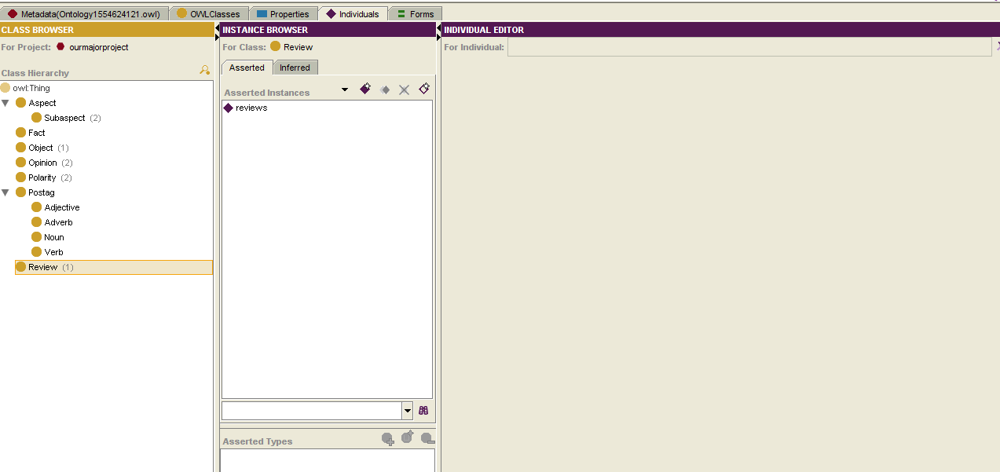 Metadata(Ontology1554624121.owl) OWLClasses Properties Individuals Forms
CLASS BROWSER
For Project: ourmajorproject
Class Hierarchy
owl:Thing
Aspect
Subaspect (2)
Fact
Object (1)
Opinion (2)
Polarity (2)
Postag
Adjective
Adverb
Noun
Verb
Review (1)
INSTANCE BROWSER
For Class: Review
Asserted Inferred
Asserted Instances
reviews
Asserted Types
INDIVIDUAL EDITOR
For Individual: